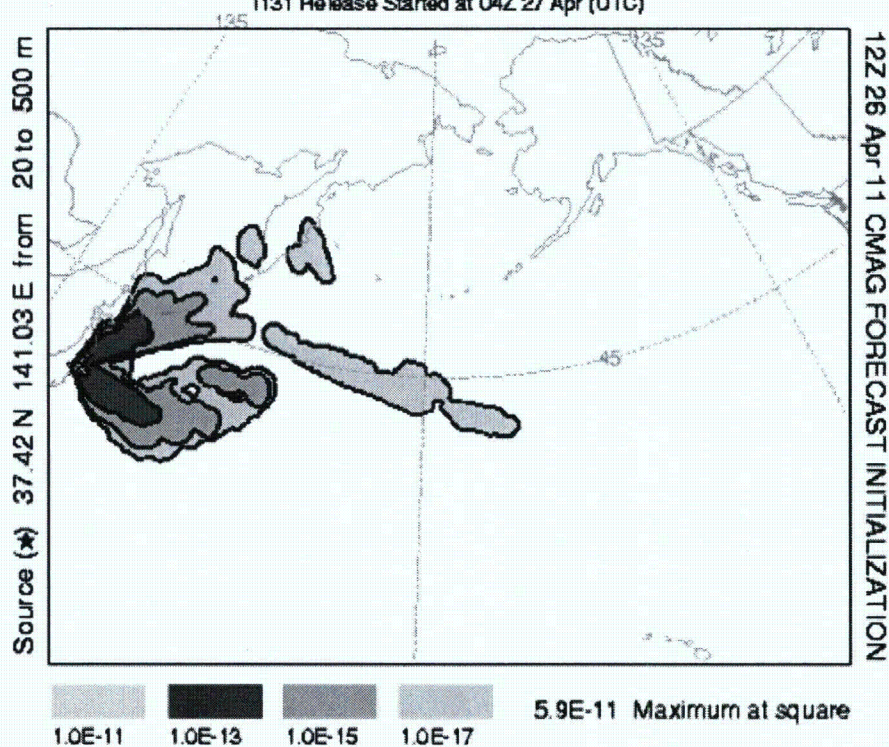 I131 Release Started at 04Z 27 Apr (UTC)
135
135
Source (★) 37.42 N 141.03 E from 20 to 500 m
12Z 26 Apr 11 CMAG FORECAST INITIALIZATION
45
1.0E-11 1.0E-13 1.0E-15 1.0E-17
5.9E-11 Maximum at square